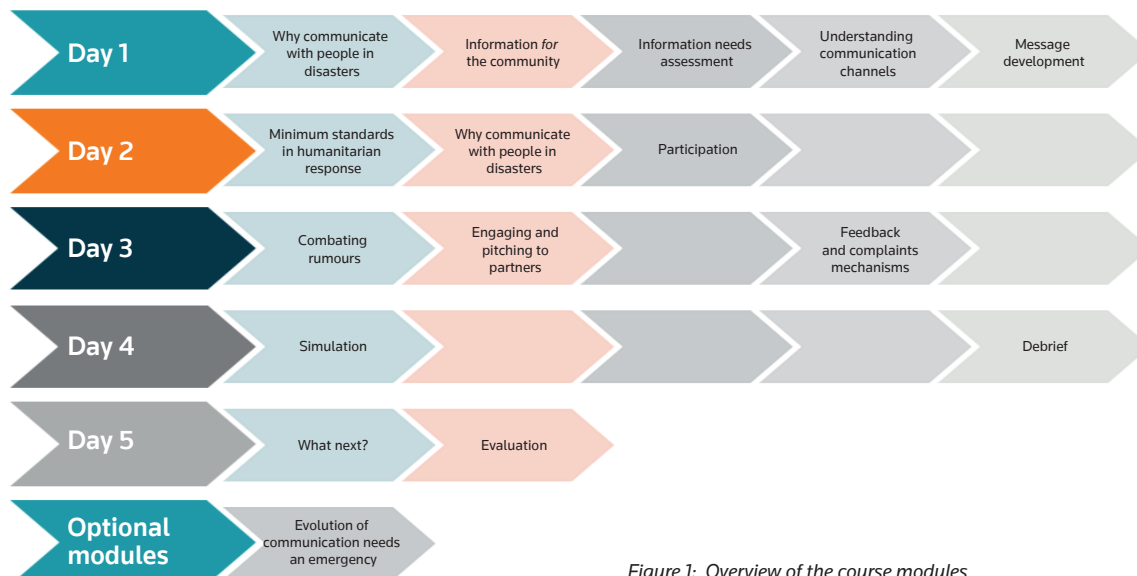 Day 1
Why communicate
with people in
disasters
Information for
the community
Information needs
assessment
Understanding
communication
channels
Message
development
Day 2
Minimum standards
in humanitarian
response
Why communicate
with people in
disasters
Participation
Day 3
Combating
rumours
Engaging and
pitching to
partners
Feedback
and complaints
mechanisms
Day 4
Simulation
Debrief
Day 5
What next?
Evaluation
Optional
modules
Evolution of
communication needs
an emergency
Figure 1: Overview of the course modules